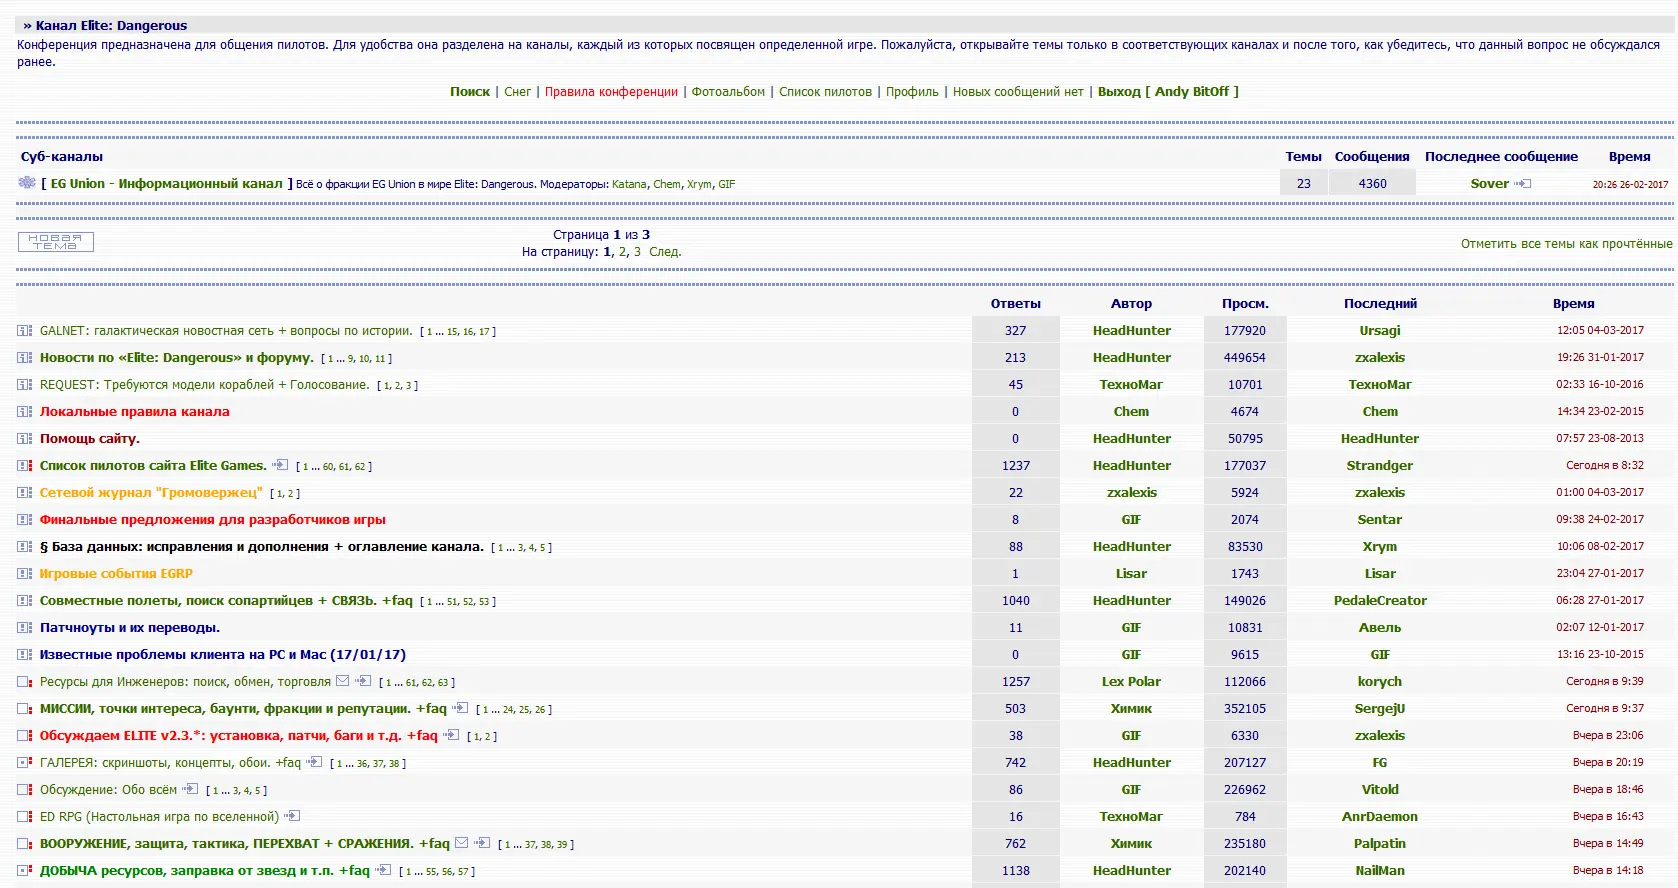 » Канал Elite: Dangerous
Конференция предназначена для общения пилотов. Для удобства она разделена на каналы, каждый из которых посвящен определенной игре. Пожалуйста, открывайте темы только в соответствующих каналах и после того, как убедитесь, что данный вопрос не обсуждался
ранее.
Поиск | Снег | Правила конференции | Фотоальбом | Список пилотов | Профиль | Новых сообщений нет | Выход [ Andy BitOff ]
Суб-каналы Темы Сообщения Последнее сообщение Время
[ EG Union - Информационный канал ] Всё о фракции EG Union в мире Elite: Dangerous. Модераторы: Katana, Chem, Xrym, GIF 23 4360 Sover 20:26 26-02-2017
НОВАЯ ТЕМА
Страница 1 из 3
На страницу: 1, 2, 3 След.
Отметить все темы как прочтённые
Ответы Автор Просм. Последний Время
GALNET: галактическая новостная сеть + вопросы по истории. [ 1 ... 15, 16, 17 ] 327 HeadHunter 177920 Ursagi 12:05 04-03-2017
Новости по «Elite: Dangerous» и форуму. [ 1 ... 9, 10, 11 ] 213 HeadHunter 449654 zxalexis 19:26 31-01-2017
REQUEST: Требуются модели кораблей + Голосование. [ 1, 2, 3 ] 45 ТехноМаг 10701 ТехноМаг 02:33 16-10-2016
Локальные правила канала 0 Chem 4674 Chem 14:34 23-02-2015
Помощь сайту. 0 HeadHunter 50795 HeadHunter 07:57 23-08-2013
Список пилотов сайта Elite Games. [ 1 ... 60, 61, 62 ] 1237 HeadHunter 177037 Strandger Сегодня в 8:32
Сетевой журнал "Громовержец" [ 1, 2 ] 22 zxalexis 5924 zxalexis 01:00 04-03-2017
Финальные предложения для разработчиков игры 8 GIF 2074 Sentar 09:38 24-02-2017
§ База данных: исправления и дополнения + оглавление канала. [ 1 ... 3, 4, 5 ] 88 HeadHunter 83530 Xrym 10:06 08-02-2017
Игровые события EGRP 1 Lisar 1743 Lisar 23:04 27-01-2017
Совместные полеты, поиск сопартийцев + СВЯЗЬ. +faq [ 1 ... 51, 52, 53 ] 1040 HeadHunter 149026 PedaleCreator 06:28 27-01-2017
Патчноуты и их переводы. 11 GIF 10831 Авель 02:07 12-01-2017
Известные проблемы клиента на PC и Mac (17/01/17) 0 GIF 9615 GIF 13:16 23-10-2015
Ресурсы для Инженеров: поиск, обмен, торговля [ 1 ... 61, 62, 63 ] 1257 Lex Polar 112066 korych Сегодня в 9:39
МИССИИ, точки интереса, баунти, фракции и репутации. +faq [ 1 ... 24, 25, 26 ] 503 Химик 352105 SergejU Сегодня в 9:37
Обсуждаем ELITE v2.3.*: установка, патчи, баги и т.д. +faq [ 1, 2 ] 38 GIF 6330 zxalexis Вчера в 23:06
ГАЛЕРЕЯ: скриншоты, концепты, обои. +faq [ 1 ... 36, 37, 38 ] 742 HeadHunter 207127 FG Вчера в 20:19
Обсуждение: Обо всём [ 1 ... 3, 4, 5 ] 86 GIF 226962 Vitold Вчера в 18:46
ED RPG (Настольная игра по вселенной) 16 ТехноМаг 784 AnrDaemon Вчера в 16:43
ВООРУЖЕНИЕ, защита, тактика, ПЕРЕХВАТ + СРАЖЕНИЯ. +faq [ 1 ... 37, 38, 39 ] 762 Химик 235180 Palpatin Вчера в 14:49
ДОБЫЧА ресурсов, заправка от звезд и т.п. +faq [ 1 ... 55, 56, 57 ] 1138 HeadHunter 202140 NailMan Вчера в 14:18